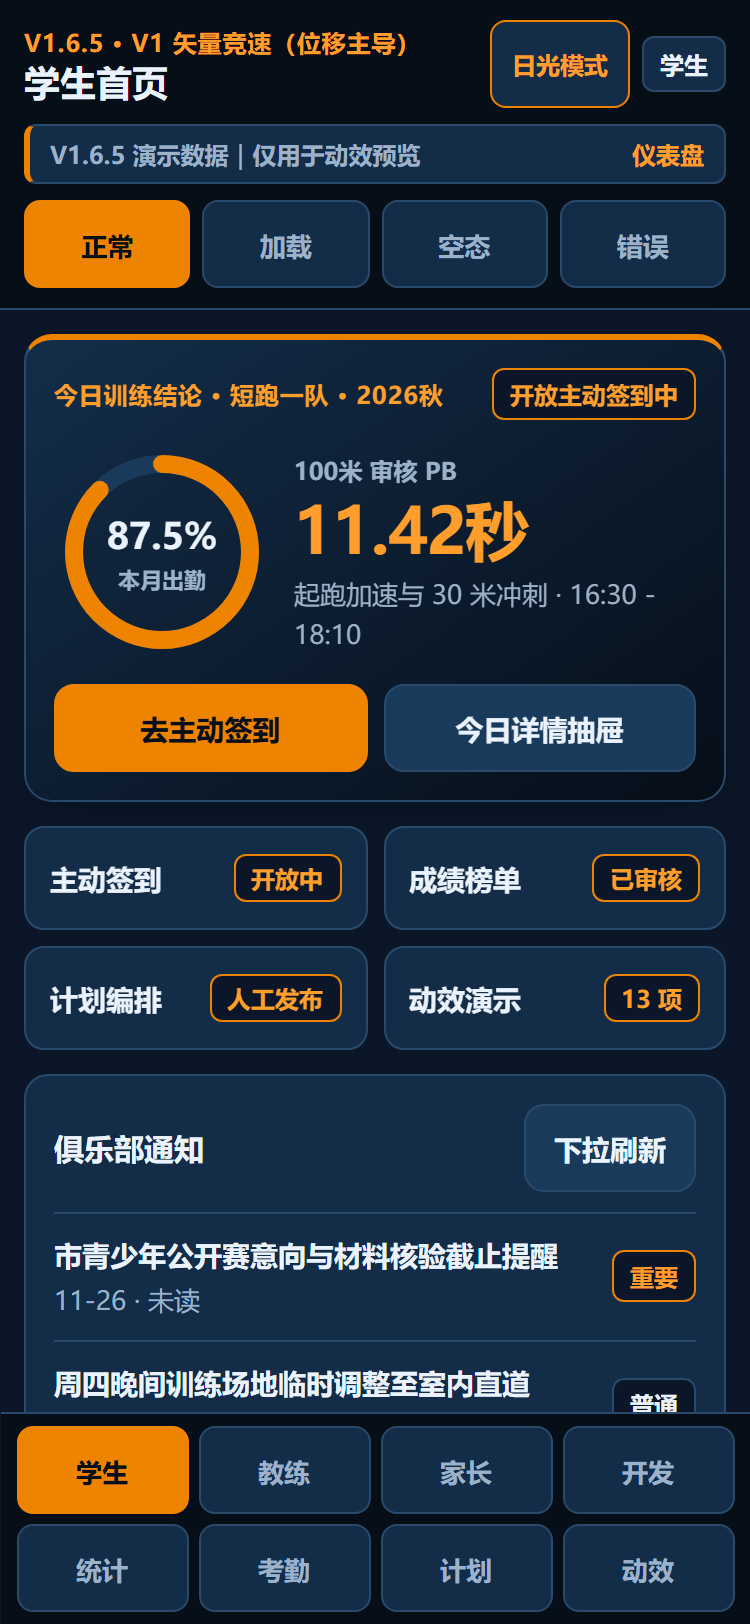 V1.6.5 • V1 矢量竞速（位移主导）
学生首页
日光模式
学生
V1.6.5 演示数据 | 仅用于动效预览
仪表盘
正常
加载
空态
错误
今日训练结论 • 短跑一队 • 2026秋
开放主动签到中
87.5%
本月出勤
100米 审核 PB
11.42秒
起跑加速与 30 米冲刺 · 16:30 -
18:10
去主动签到
今日详情抽屉
主动签到
开放中
成绩榜单
已审核
计划编排
人工发布
动效演示
13 项
俱乐部通知
下拉刷新
市青少年公开赛意向与材料核验截止提醒
11-26 · 未读
重要
周四晚间训练场地临时调整至室内直道
普通
学生
教练
家长
开发
统计
考勤
计划
动效